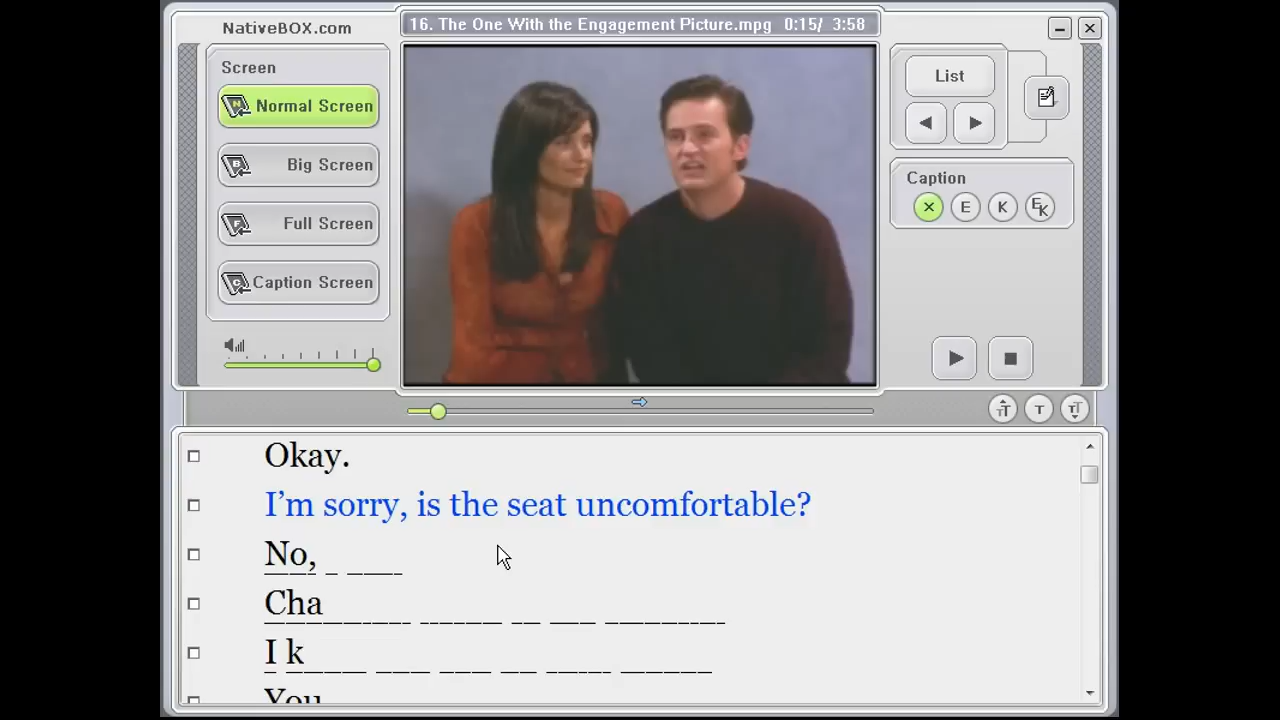 NativeBOX.com
16. The One With the Engagement Picture.mpg 0:15/ 3:58
Screen
Normal Screen
Big Screen
Full Screen
Caption Screen
List
Caption
X E K EK
T T T
Okay.
I'm sorry, is the seat uncomfortable?
No,
Cha
I k
You